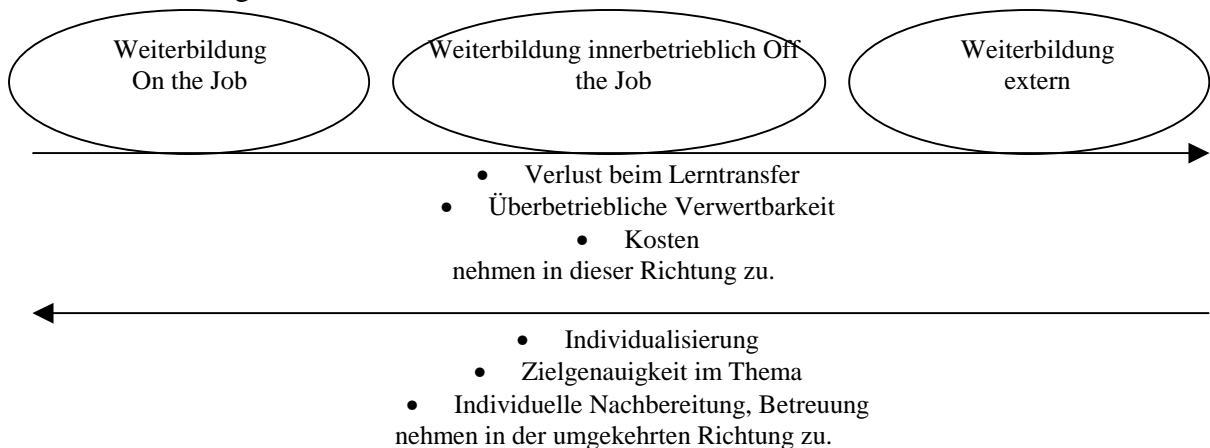 Weiterbildung
On the Job
Weiterbildung innerbetrieblich Off
the Job
Weiterbildung
extern
• Verlust beim Lerntransfer
• Überbetriebliche Verwertbarkeit
• Kosten
nehmen in dieser Richtung zu.
• Individualisierung
• Zielgenauigkeit im Thema
• Individuelle Nachbereitung, Betreuung
nehmen in der umgekehrten Richtung zu.